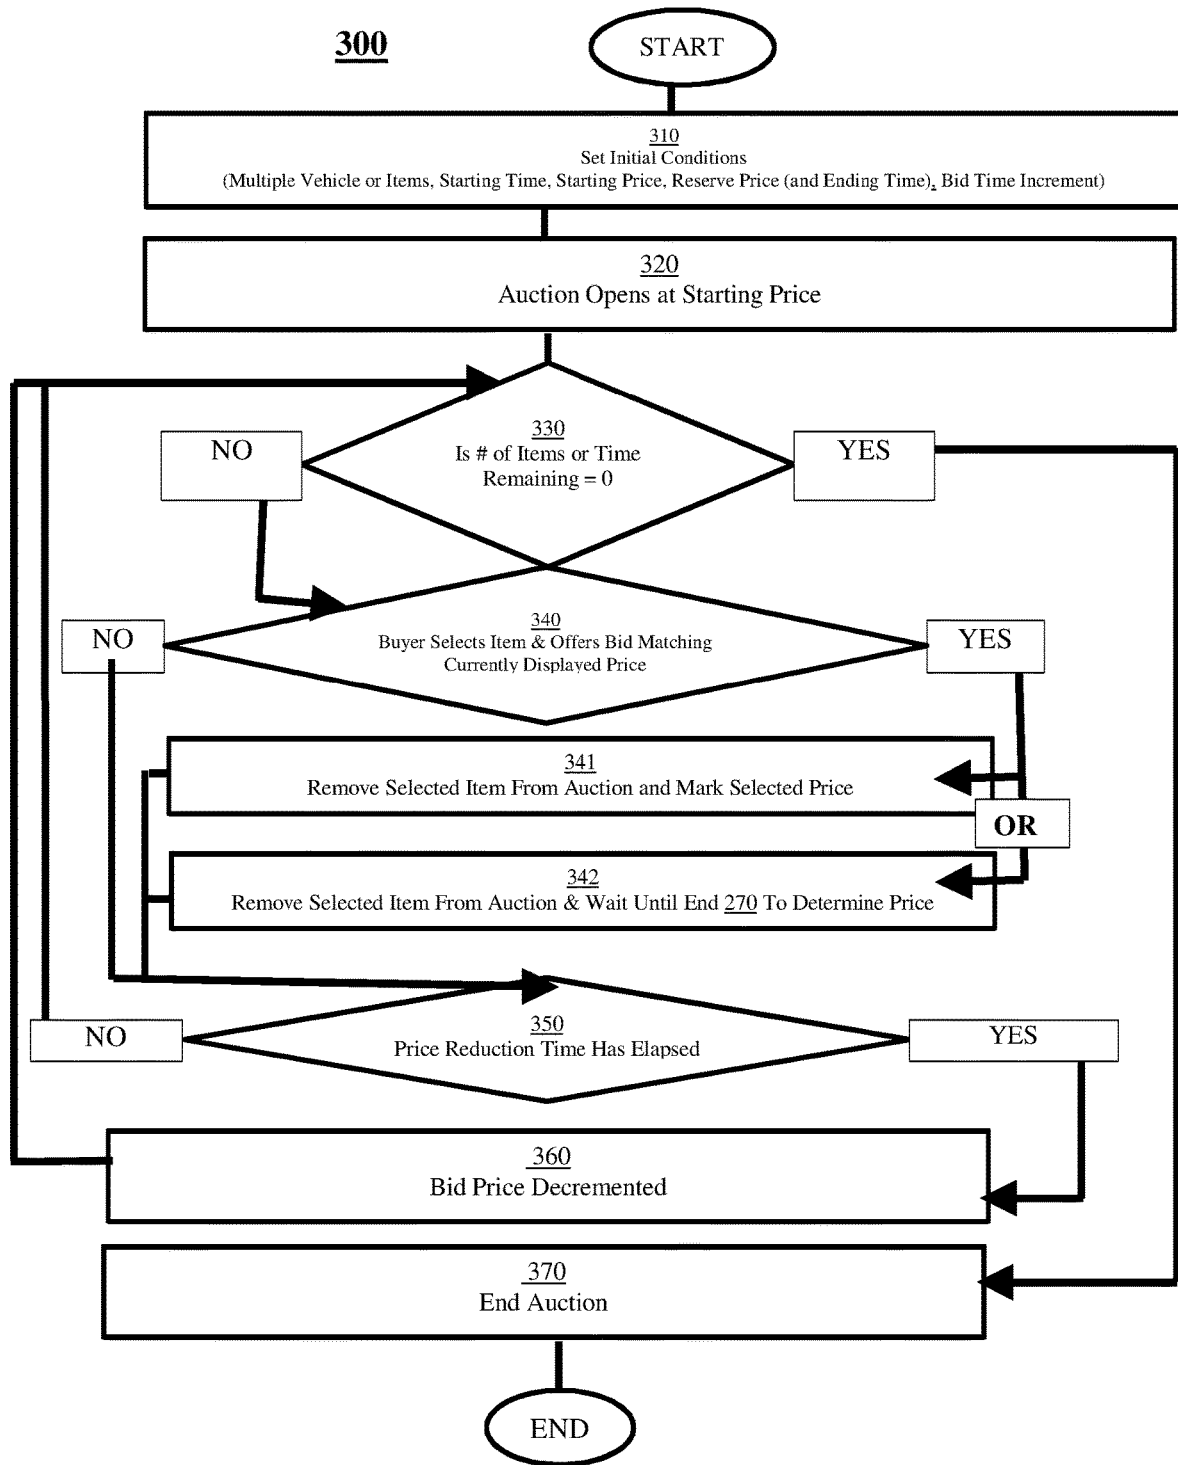 300
START
310
Set Initial Conditions
(Multiple Vehicle or Items, Starting Time, Starting Price, Reserve Price (and Ending Time), Bid Time Increment)
320
Auction Opens at Starting Price
330
Is # of Items or Time
Remaining = 0
NO
YES
340
Buyer Selects Item & Offers Bid Matching
Currently Displayed Price
NO
YES
341
Remove Selected Item From Auction and Mark Selected Price
OR
342
Remove Selected Item From Auction & Wait Until End 270 To Determine Price
350
Price Reduction Time Has Elapsed
NO
YES
360
Bid Price Decremented
370
End Auction
END